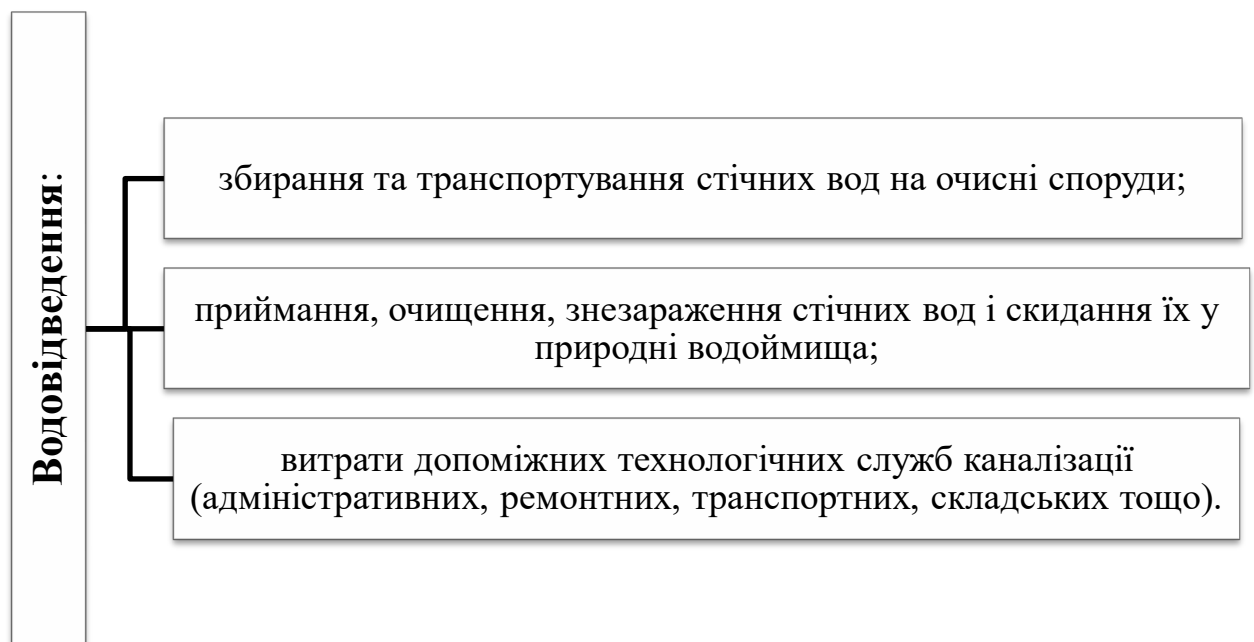 Водовідведення:
збирання та транспортування стічних вод на очисні споруди;
приймання, очищення, знезараження стічних вод і скидання їх у
природні водоймища;
витрати допоміжних технологічних служб каналізації
(адміністративних, ремонтних, транспортних, складських тощо).